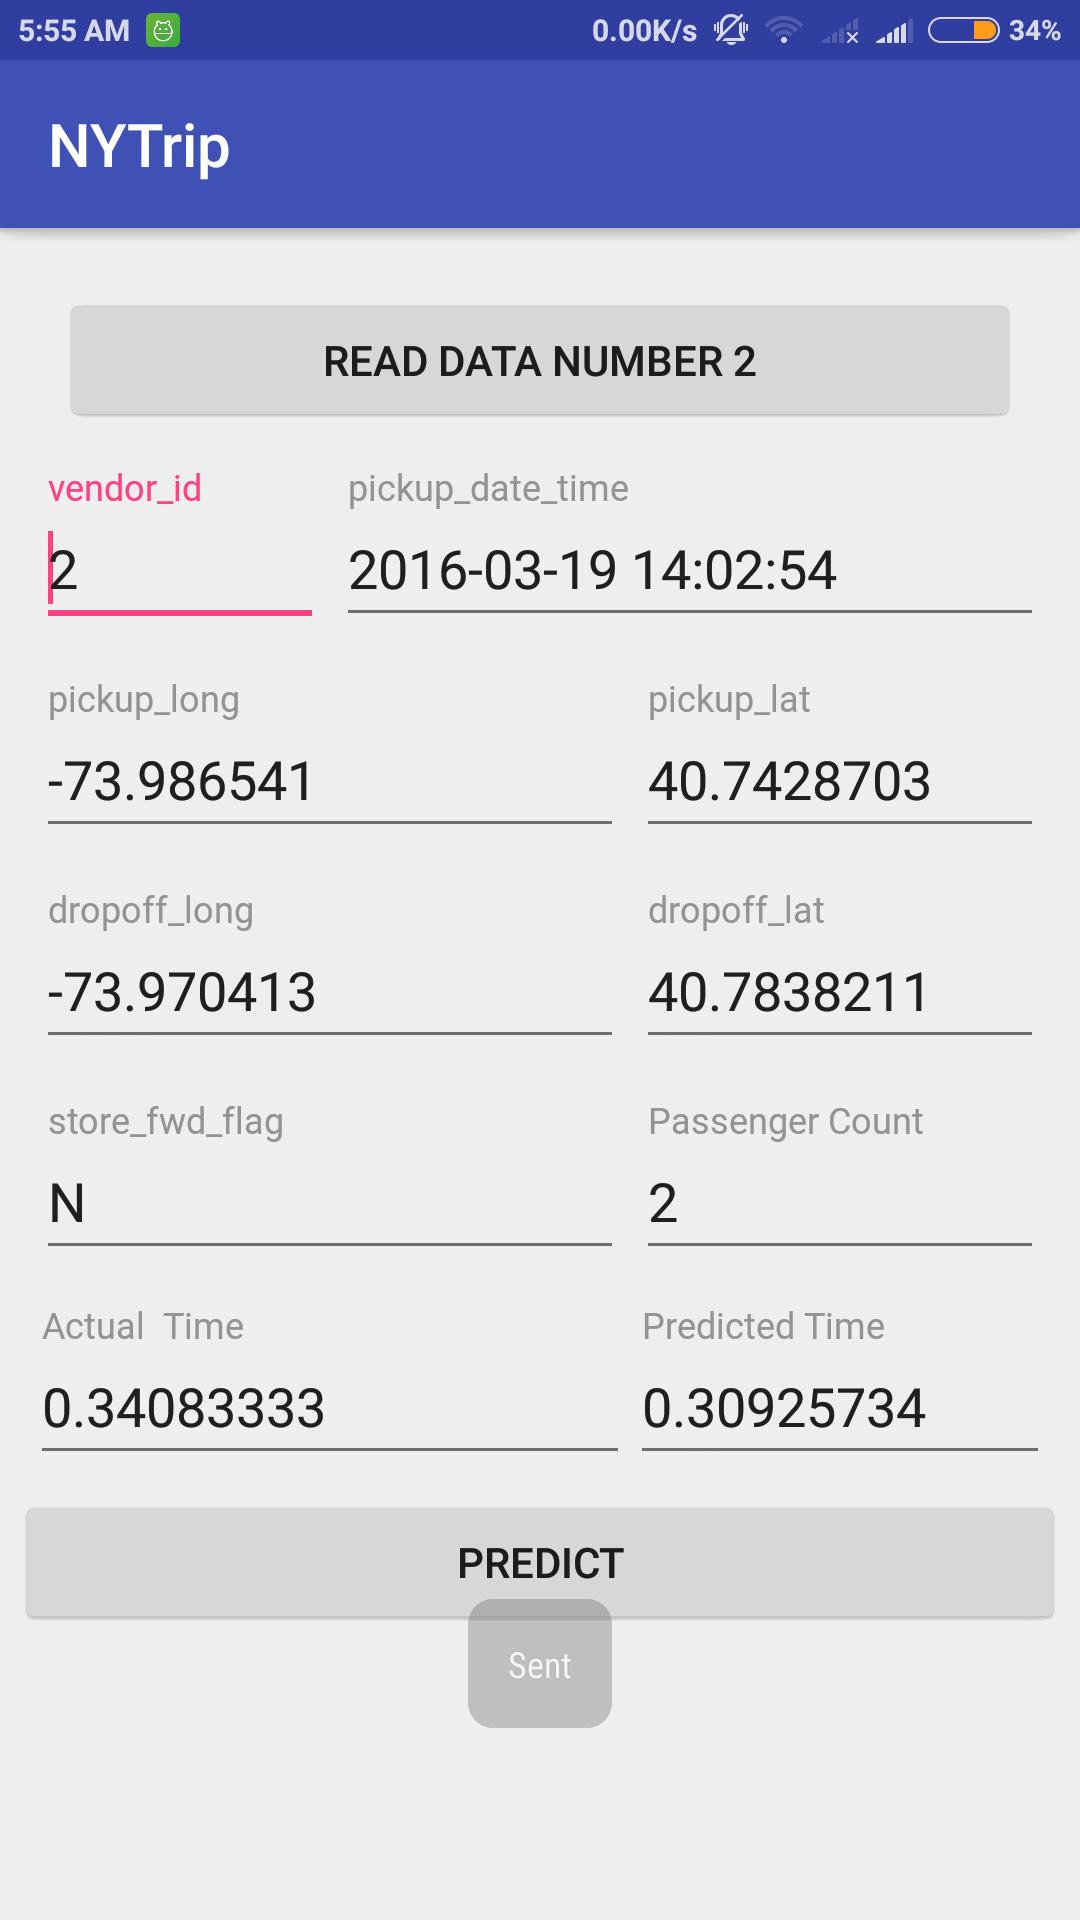 5:55 AM 0.00K/s 34%
NYTrip
READ DATA NUMBER 2
vendor_id pickup_date_time
2 2016-03-19 14:02:54
pickup_long pickup_lat
-73.986541 40.7428703
dropoff_long dropoff_lat
-73.970413 40.7838211
store_fwd_flag Passenger Count
N 2
Actual  Time Predicted Time
0.34083333 0.30925734
PREDICT
Sent